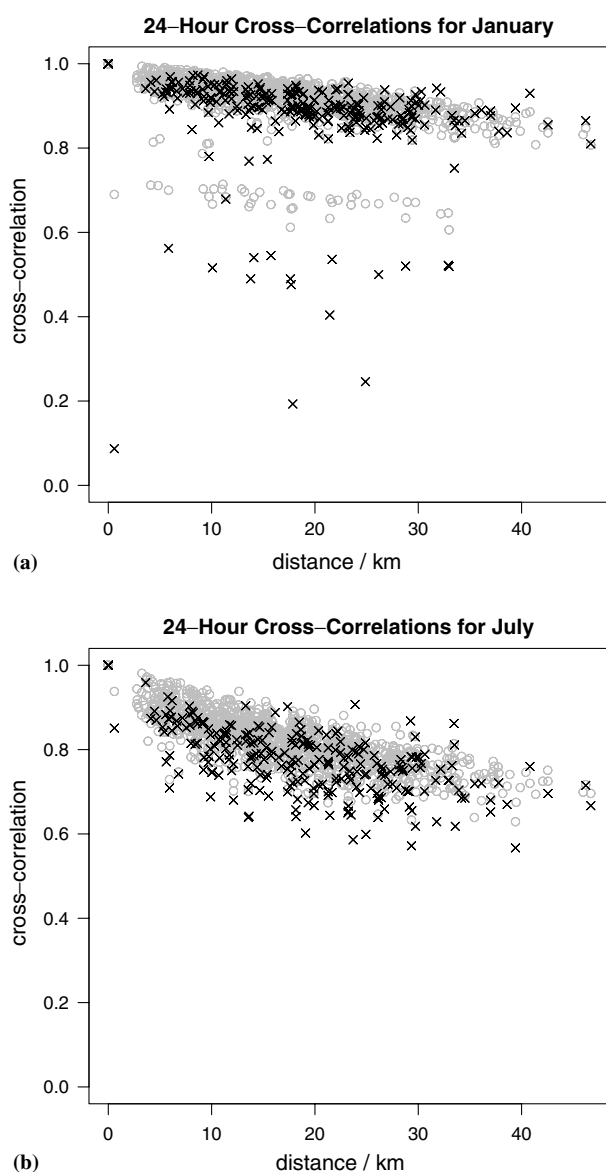 24–Hour Cross–Correlations for January
1.0
0.8
0.6
0.4
0.2
0.0
cross–correlation
0 10 20 30 40
(a)
distance / km
24–Hour Cross–Correlations for July
1.0
0.8
0.6
0.4
0.2
0.0
cross–correlation
0 10 20 30 40
(b)
distance / km